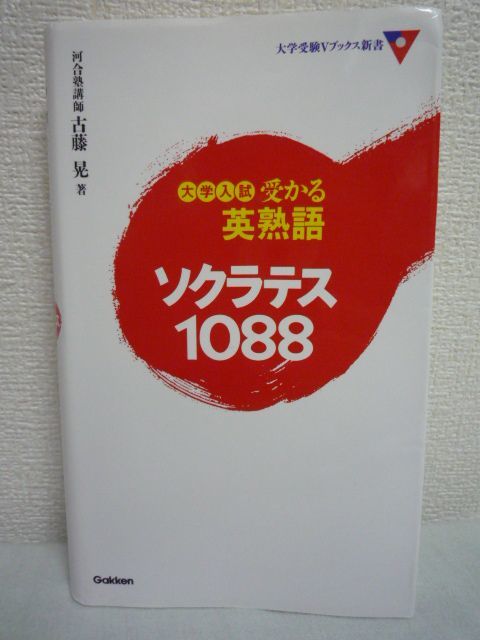 大学受験Vブックス新書
河合塾講師 古藤 晃 著
大学入試 受かる
英熟語
ソクラテス
1088
Gakken